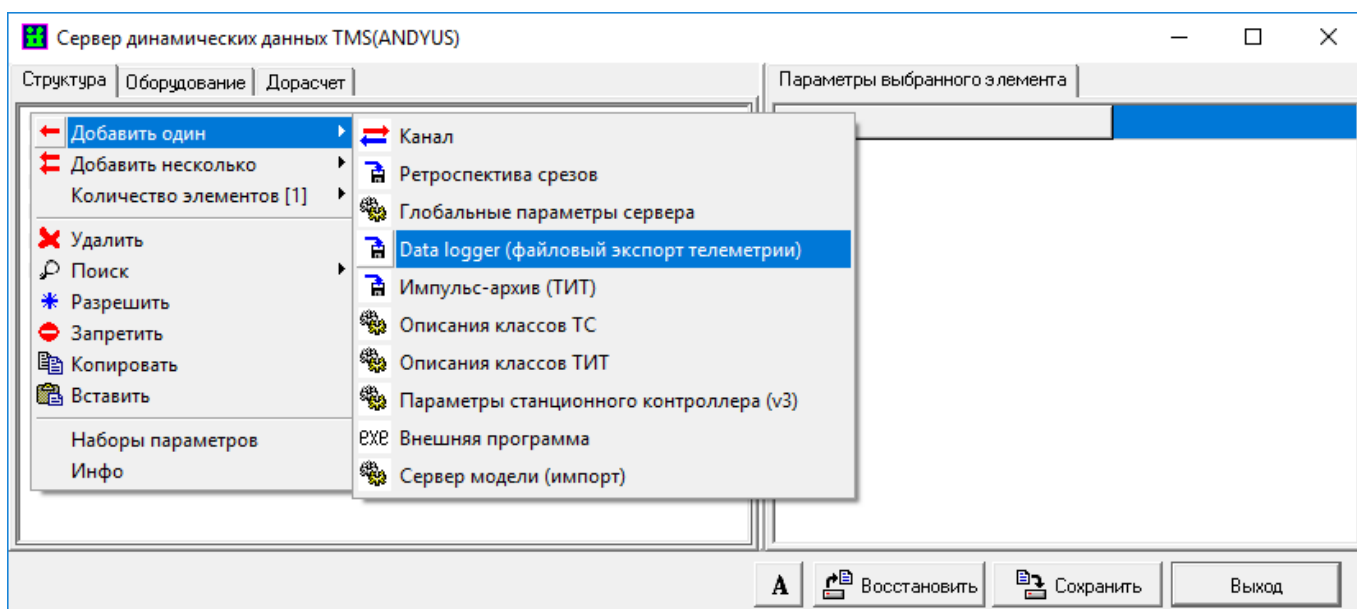 Сервер динамических данных TMS(ANDYUS)
Структура
Оборудование
Дорасчет
Параметры выбранного элемента
Добавить один
Добавить несколько
Количество элементов [1]
Удалить
Поиск
Разрешить
Запретить
Копировать
Вставить
Наборы параметров
Инфо
Канал
Ретроспектива срезов
Глобальные параметры сервера
Data logger (файловый экспорт телеметрии)
Импульс-архив (ТИТ)
Описания классов ТС
Описания классов ТИТ
Параметры станционного контроллера (v3)
exe Внешняя программа
Сервер модели (импорт)
A
Восстановить
Сохранить
Выход